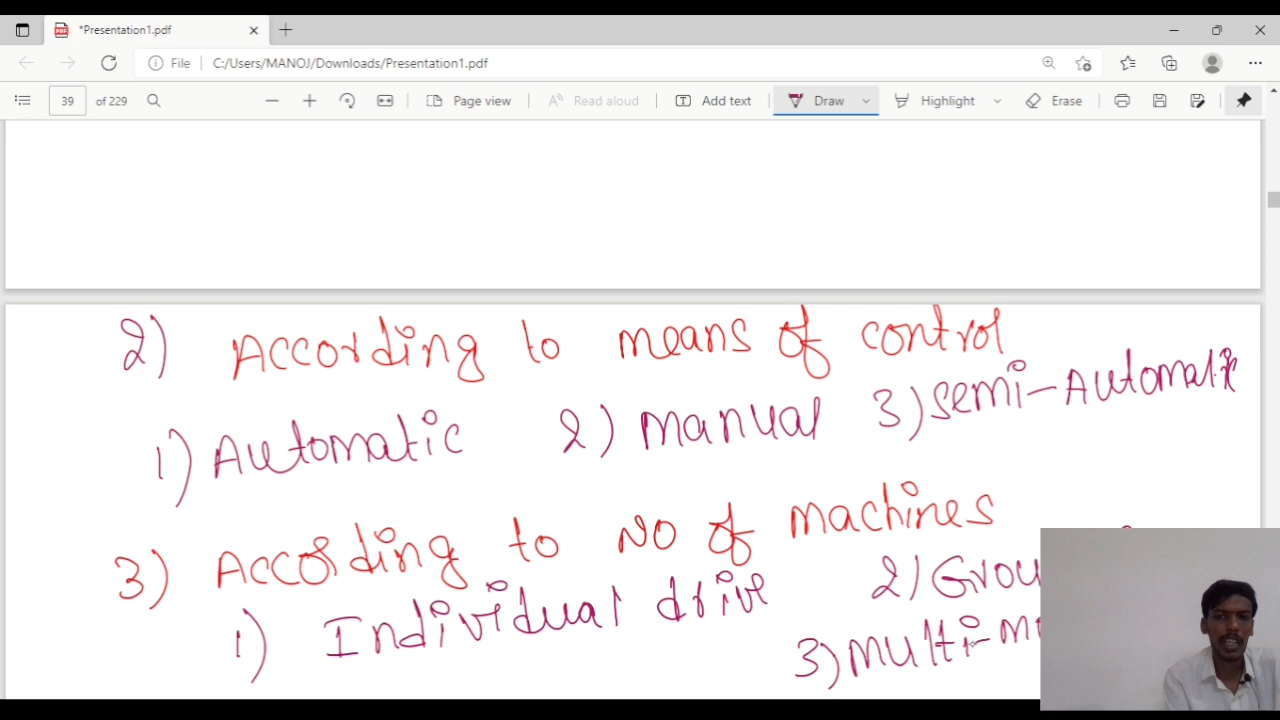 *Presentation1.pdf
File C:/Users/MANOJ/Downloads/Presentation1.pdf
39 of 229 Page view Read aloud Add text Draw Highlight Erase
2) According to means of control
1) Automatic 2) manual 3) semi-Automatic
3) According to NO of machines
1) Individual drive 2) Grou
3) multi-m